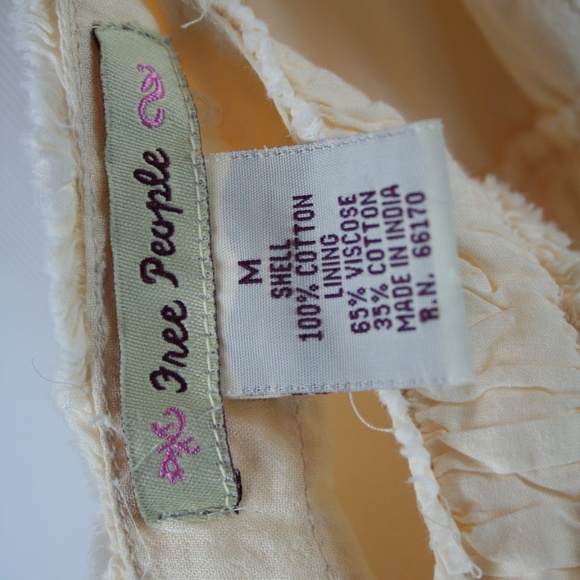 Free People
M
SHELL
100% COTTON
LINING
65% VISCOSE
35% COTTON
MADE IN INDIA
R.N. 66170